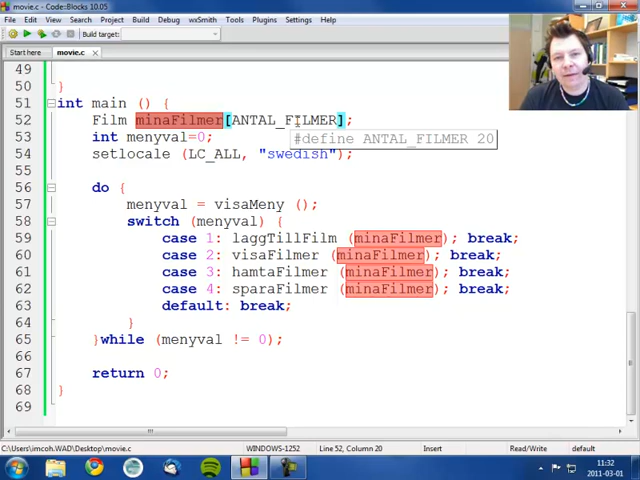 movie.c - Code::Blocks 10.05
File Edit Search Project Build Debug wxSmith Tools Plugins Settings Help
Build target:
Start here movie.c
49
50 }
51 int main () {
52 Film minaFilmer[ANTAL_FILMER];
#define ANTAL_FILMER 20
53 int menyval=0;
54 setlocale (LC_ALL, "swedish");
55
56 do {
57 menyval = visaMeny ();
58 switch (menyval) {
59 case 1: laggTillFilm (minaFilmer); break;
60 case 2: visaFilmer (minaFilmer); break;
61 case 3: hamtaFilmer (minaFilmer); break;
62 case 4: sparaFilmer (minaFilmer); break;
63 default: break;
64 }
65 }while (menyval != 0);
66
67 return 0;
68 }
69
C:\Users\imcoh.WAD\Desktop\movie.c WINDOWS-1252 Line 52, Column 20 Insert Read/Write default
11:32
2011-03-01